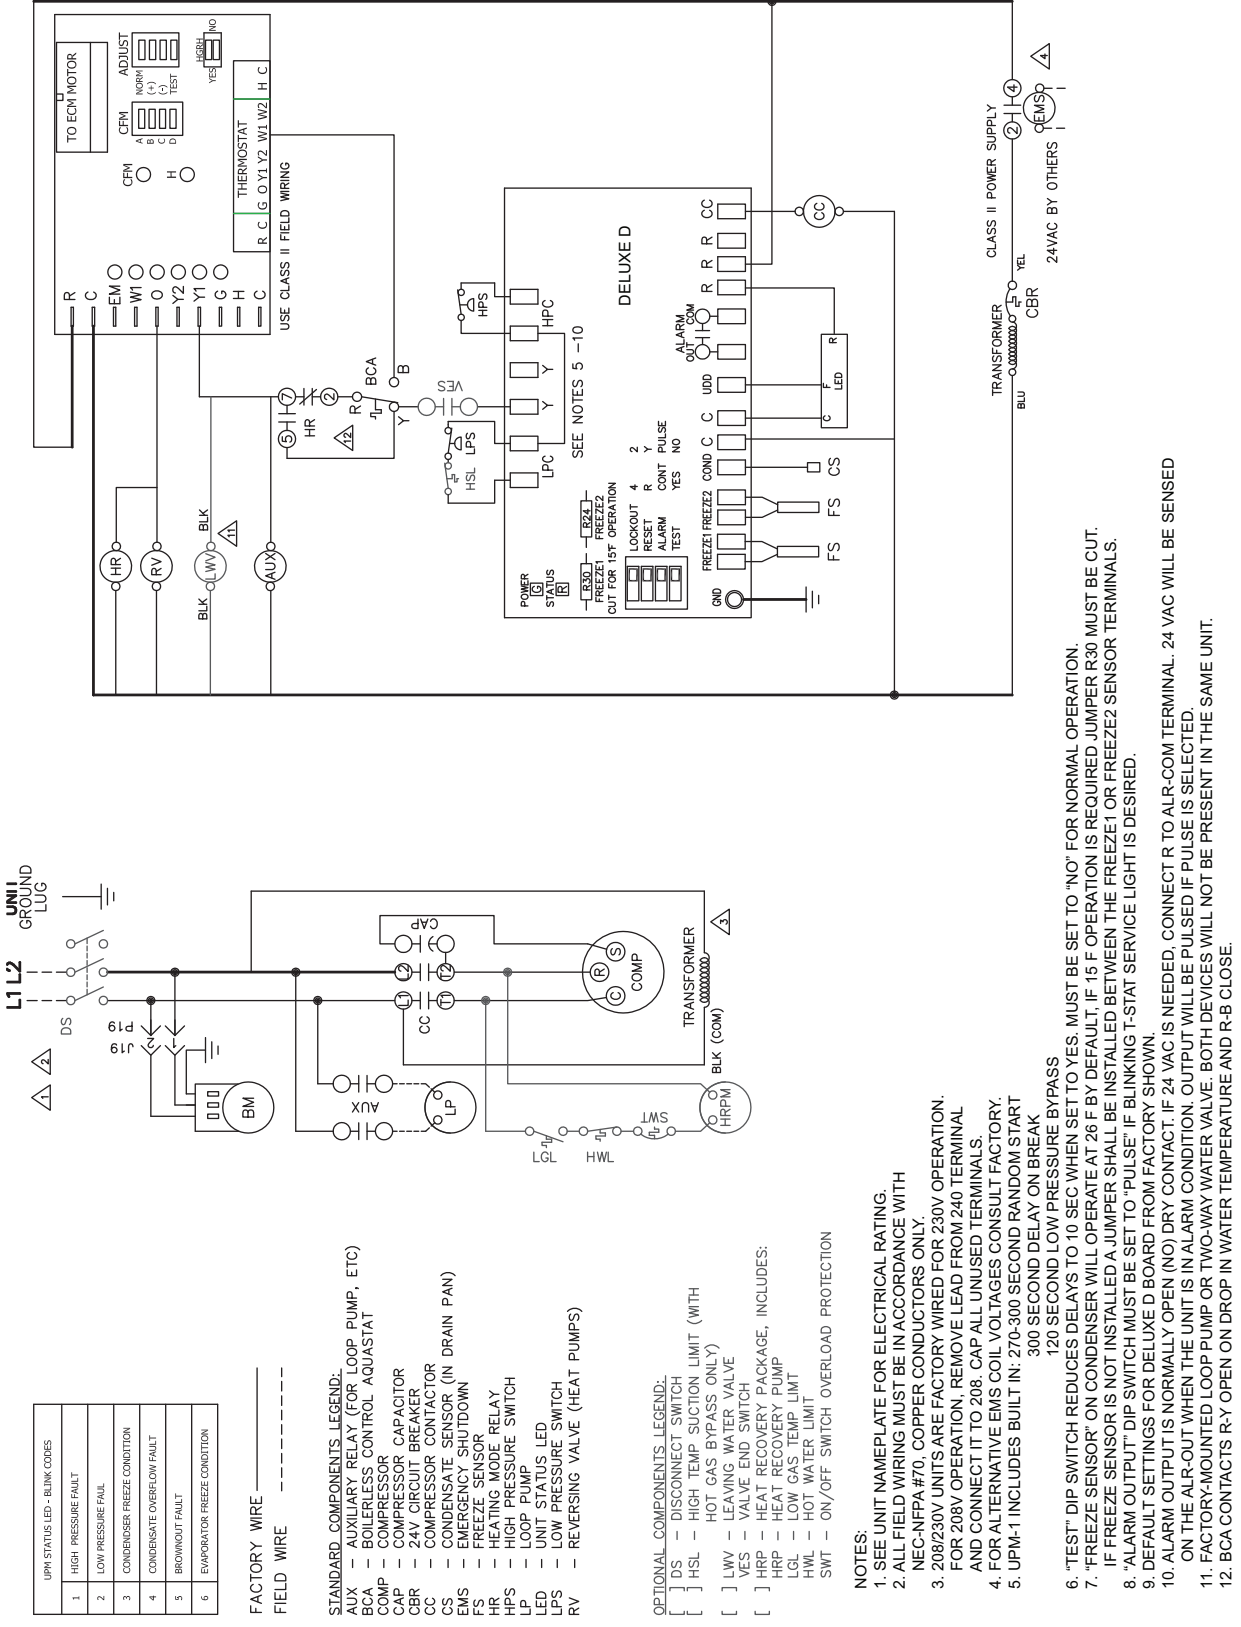 UPM STATUS LED - BLINK CODES
1 HIGH PRESSURE FAULT
2 LOW PRESSURE FAUL
3 CONDENDSER FREEZE CONDITION
4 CONDENSATE OVERFLOW FAULT
5 BROWNOUT FAULT
6 EVAPORATOR FREEZE CONDITION
FACTORY WIRE
FIELD WIRE
STANDARD COMPONENTS LEGEND:
AUX – AUXILIARY RELAY (FOR LOOP PUMP, ETC)
BCA – BOILERLESS CONTROL AQUASTAT
COMP – COMPRESSOR
CAP – COMPRESSOR CAPACITOR
CBR – 24V CIRCUIT BREAKER
CC – COMPRESSOR CONTACTOR
CS – CONDENSATE SENSOR (IN DRAIN PAN)
EMS – EMERGENCY SHUTDOWN
FS – FREEZE SENSOR
HR – HEATING MODE RELAY
HPS – HIGH PRESSURE SWITCH
LP – LOOP PUMP
LED – UNIT STATUS LED
LPS – LOW PRESSURE SWITCH
RV – REVERSING VALVE (HEAT PUMPS)
OPTIONAL COMPONENTS LEGEND:
[ ] DS – DISCONNECT SWITCH
[ ] HSL – HIGH TEMP SUCTION LIMIT (WITH
HOT GAS BYPASS ONLY)
[ ] LWV – LEAVING WATER VALVE
VES – VALVE END SWITCH
[ ] HRP – HEAT RECOVERY PACKAGE, INCLUDES:
HRP – HEAT RECOVERY PUMP
LGL – LOW GAS TEMP LIMT
HWL – HOT WATER LIMIT
SWT – ON/OFF SWITCH OVERLOAD PROTECTION
NOTES:
1. SEE UNIT NAMEPLATE FOR ELECTRICAL RATING.
2. ALL FIELD WIRING MUST BE IN ACCORDANCE WITH
NEC-NFPA #70, COPPER CONDUCTORS ONLY.
3. 208/230V UNITS ARE FACTORY WIRED FOR 230V OPERATION.
FOR 208V OPERATION, REMOVE LEAD FROM 240 TERMINAL
AND CONNECT IT TO 208. CAP ALL UNUSED TERMINALS.
4. FOR ALTERNATIVE EMS COIL VOLTAGES CONSULT FACTORY.
5. UPM-1 INCLUDES BUILT IN: 270-300 SECOND RANDOM START
300 SECOND DELAY ON BREAK
120 SECOND LOW PRESSURE BYPASS
6. "TEST" DIP SWITCH REDUCES DELAYS TO 10 SEC WHEN SET TO YES. MUST BE SET TO "NO" FOR NORMAL OPERATION.
7. "FREEZE SENSOR" ON CONDENSER WILL OPERATE AT 26 F BY DEFAULT, IF 15 F OPERATION IS REQUIRED JUMPER R30 MUST BE CUT.
IF FREEZE SENSOR IS NOT INSTALLED A JUMPER SHALL BE INSTALLED BETWEEN THE FREEZE1 OR FREEZE2 SENSOR TERMINALS.
8. "ALARM OUTPUT" DIP SWITCH MUST BE SET TO "PULSE" IF BLINKING T-STAT SERVICE LIGHT IS DESIRED.
9. DEFAULT SETTINGS FOR DELUXE D BOARD FROM FACTORY SHOWN.
10. ALARM OUTPUT IS NORMALLY OPEN (NO) DRY CONTACT. IF 24 VAC IS NEEDED, CONNECT R TO ALR-COM TERMINAL. 24 VAC WILL BE SENSED
ON THE ALR-OUT WHEN THE UNIT IS IN ALARM CONDITION. OUTPUT WILL BE PULSED IF PULSE IS SELECTED.
11. FACTORY-MOUNTED LOOP PUMP OR TWO-WAY WATER VALVE. BOTH DEVICES WILL NOT BE PRESENT IN THE SAME UNIT.
12. BCA CONTACTS R-Y OPEN ON DROP IN WATER TEMPERATURE AND R-B CLOSE.
L1 L2
UNIT
GROUND
LUG
DS
1
2
P19
J19
2
1
BM
AUX
LP
L1
L2
CC
T1
T2
CAP
C
R
S
COMP
TRANSFORMER
3
BLK (COM)
LGL
HWL
SWT
HRPM
HR
RV
BLK
LWV
BLK
11
AUX
TO ECM MOTOR
ADJUST
NORM
(+)
(-)
TEST
CFM
A
B
C
D
HGRH
YES
NO
CFM
H
THERMOSTAT
R C G O Y1 Y2 W1 W2 H C
USE CLASS II FIELD WIRING
R
C
EM
W1
O
Y2
Y1
G
H
C
7
2
5
HR
12
R
BCA
B
Y
VES
HPS
LPS
HSL
LPC
Y
Y
HPC
SEE NOTES 5 -10
DELUXE D
POWER
G
STATUS
R
R30
FREEZE1
R24
FREEZE2
CUT FOR 15°F OPERATION
LOCKOUT 4 2
RESET R Y
ALARM CONT PULSE
TEST YES NO
ALARM
OUT COM
GND
FREEZE1
FREEZE2
COND
C
C
UDD
R
R
R
CC
FS
FS
CS
C
F
LED
R
CC
CLASS II POWER SUPPLY
TRANSFORMER
BLU
YEL
CBR
2
4
EMS
4
24VAC BY OTHERS